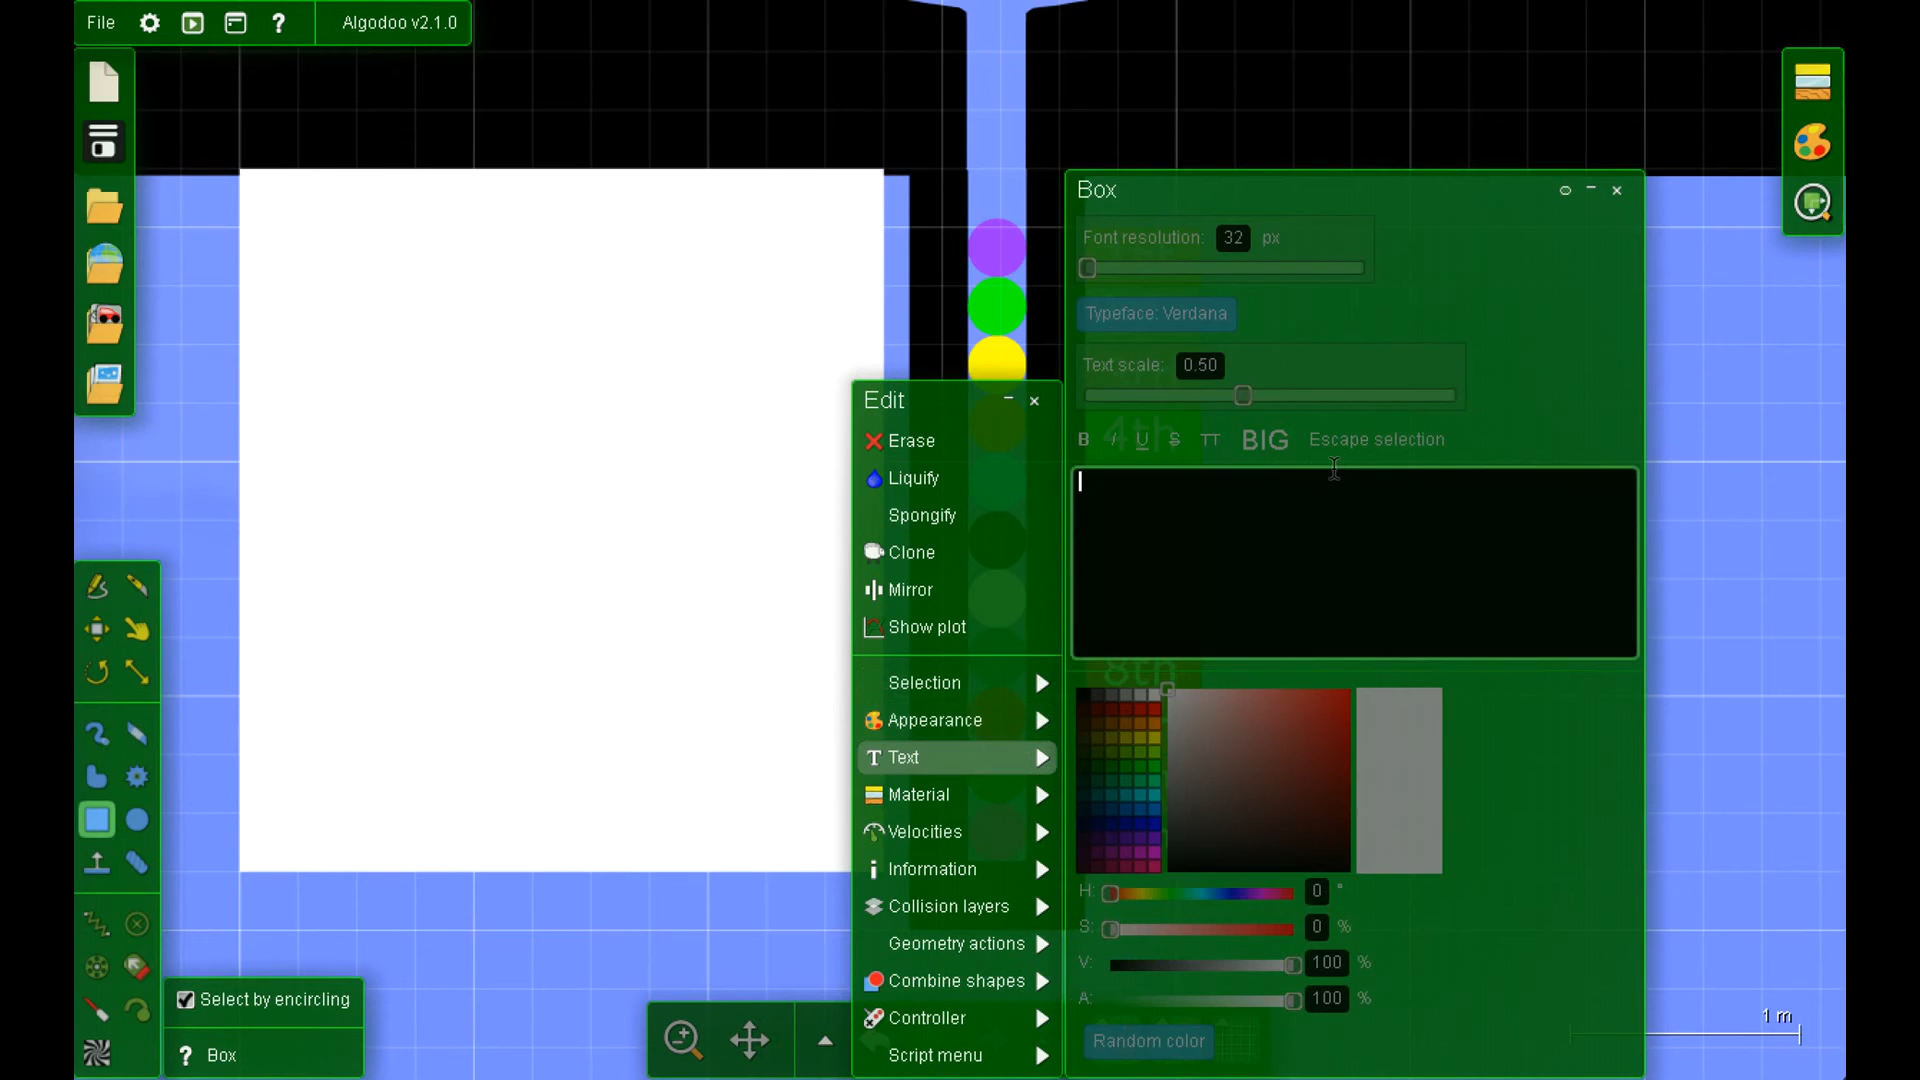 File
?
Algodoo v2.1.0
Box
Font resolution: 32 px
Typeface: Verdana
Text scale: 0.50
B I U S TT BIG Escape selection
4th
8th
Edit
Erase
Liquify
Spongify
Clone
Mirror
Show plot
Selection
Appearance
T Text
Material
Velocities
Information
Collision layers
Geometry actions
Combine shapes
Controller
Script menu
H: 0 °
S: 0 %
V: 100 %
A: 100 %
Random color
Select by encircling
? Box
1 m